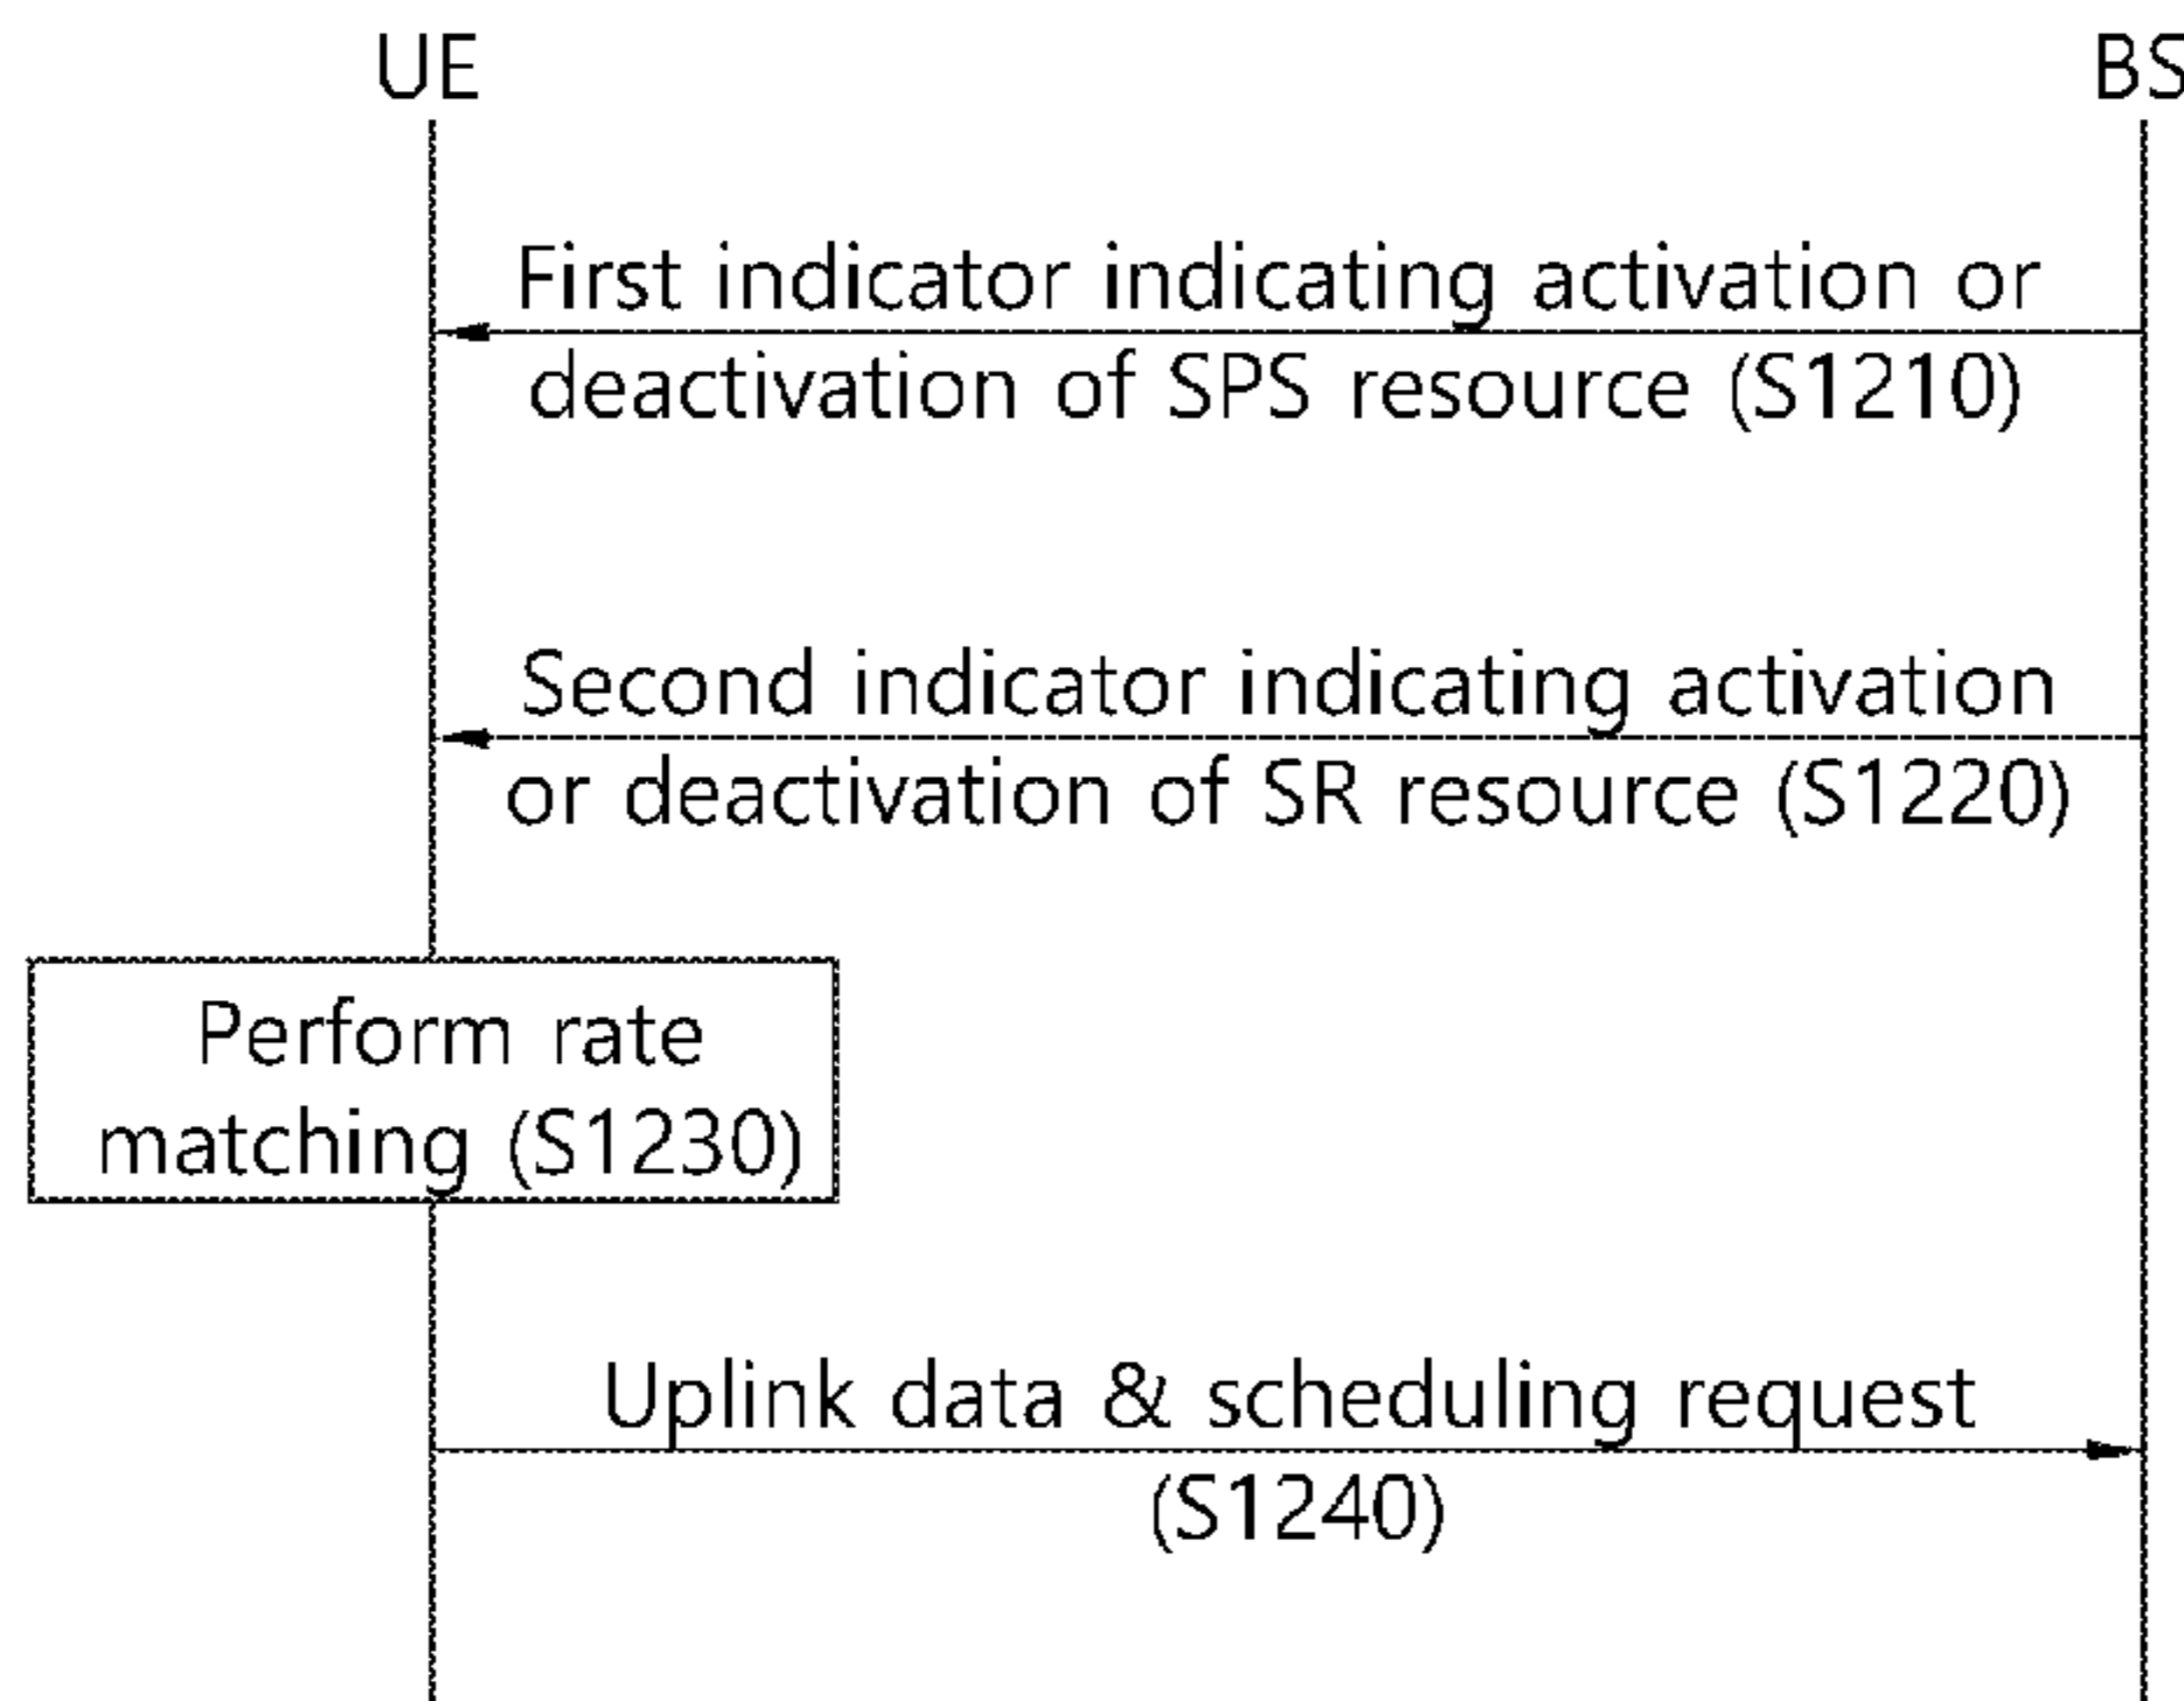 UE
BS
First indicator indicating activation or
deactivation of SPS resource (S1210)
Second indicator indicating activation
or deactivation of SR resource (S1220)
Perform rate
matching (S1230)
Uplink data & scheduling request
(S1240)